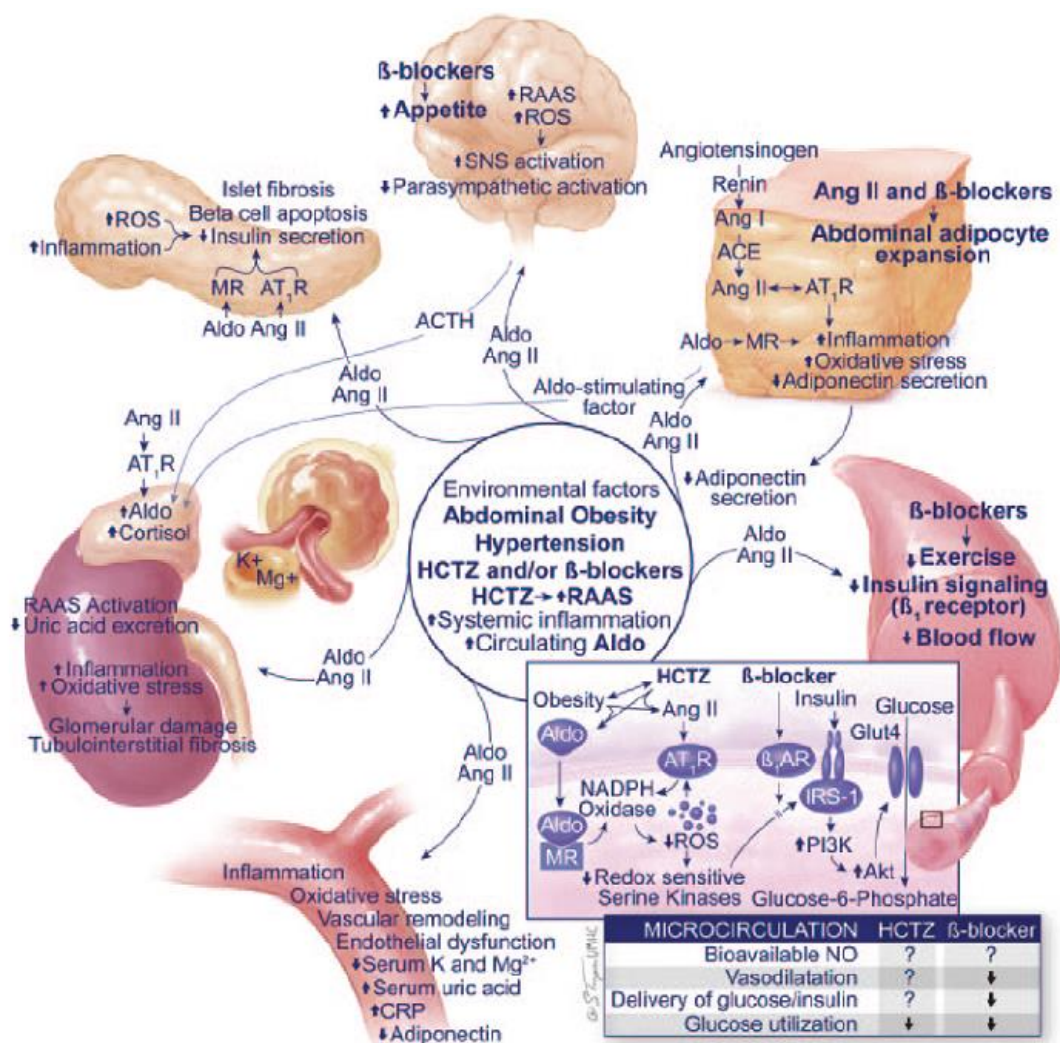 ß-blockers
↑Appetite
↑RAAS
↑ROS
↑SNS activation
↓Parasympathetic activation
Islet fibrosis
Beta cell apoptosis
↑ROS
↓Insulin secretion
↑Inflammation
MR AT1R
Aldo Ang II
Angiotensinogen
Renin
Ang I
ACE
Ang II
AT1R
Ang II and ß-blockers
Abdominal adipocyte
expansion
Aldo → MR
↑Inflammation
↑Oxidative stress
↓Adiponectin secretion
ACTH
Aldo
Ang II
Aldo
Ang II
Aldo-stimulating
factor
Aldo
Ang II
↓Adiponectin
secretion
Ang II
AT1R
↑Aldo
↑Cortisol
K+
Mg+
RAAS Activation
↓Uric acid excretion
↑Inflammation
↑Oxidative stress
Glomerular damage
Tubulointerstitial fibrosis
Aldo
Ang II
Environmental factors
Abdominal Obesity
Hypertension
HCTZ and/or ß-blockers
HCTZ→↑RAAS
↑Systemic inflammation
↑Circulating Aldo
Aldo
Ang II
ß-blockers
↓Exercise
↓Insulin signaling
(ß1 receptor)
↓Blood flow
Aldo
Ang II
Inflammation
Oxidative stress
Vascular remodeling
Endothelial dysfunction
↓Serum K and Mg2+
↑Serum uric acid
↑CRP
↓Adiponectin
HCTZ ß-blocker
Obesity
Ang II
Insulin
Glucose
Glut4
Aldo
AT1R
ß1AR
IRS-1
NADPH
Oxidase
Aldo
MR
↓ROS
↑PI3K
↑Akt
↓Redox sensitive
Serine Kinases
Glucose-6-Phosphate
MICROCIRCULATION HCTZ ß-blocker
Bioavailable NO ? ?
Vasodilatation ? ↓
Delivery of glucose/insulin ? ↓
Glucose utilization ↓ ↓